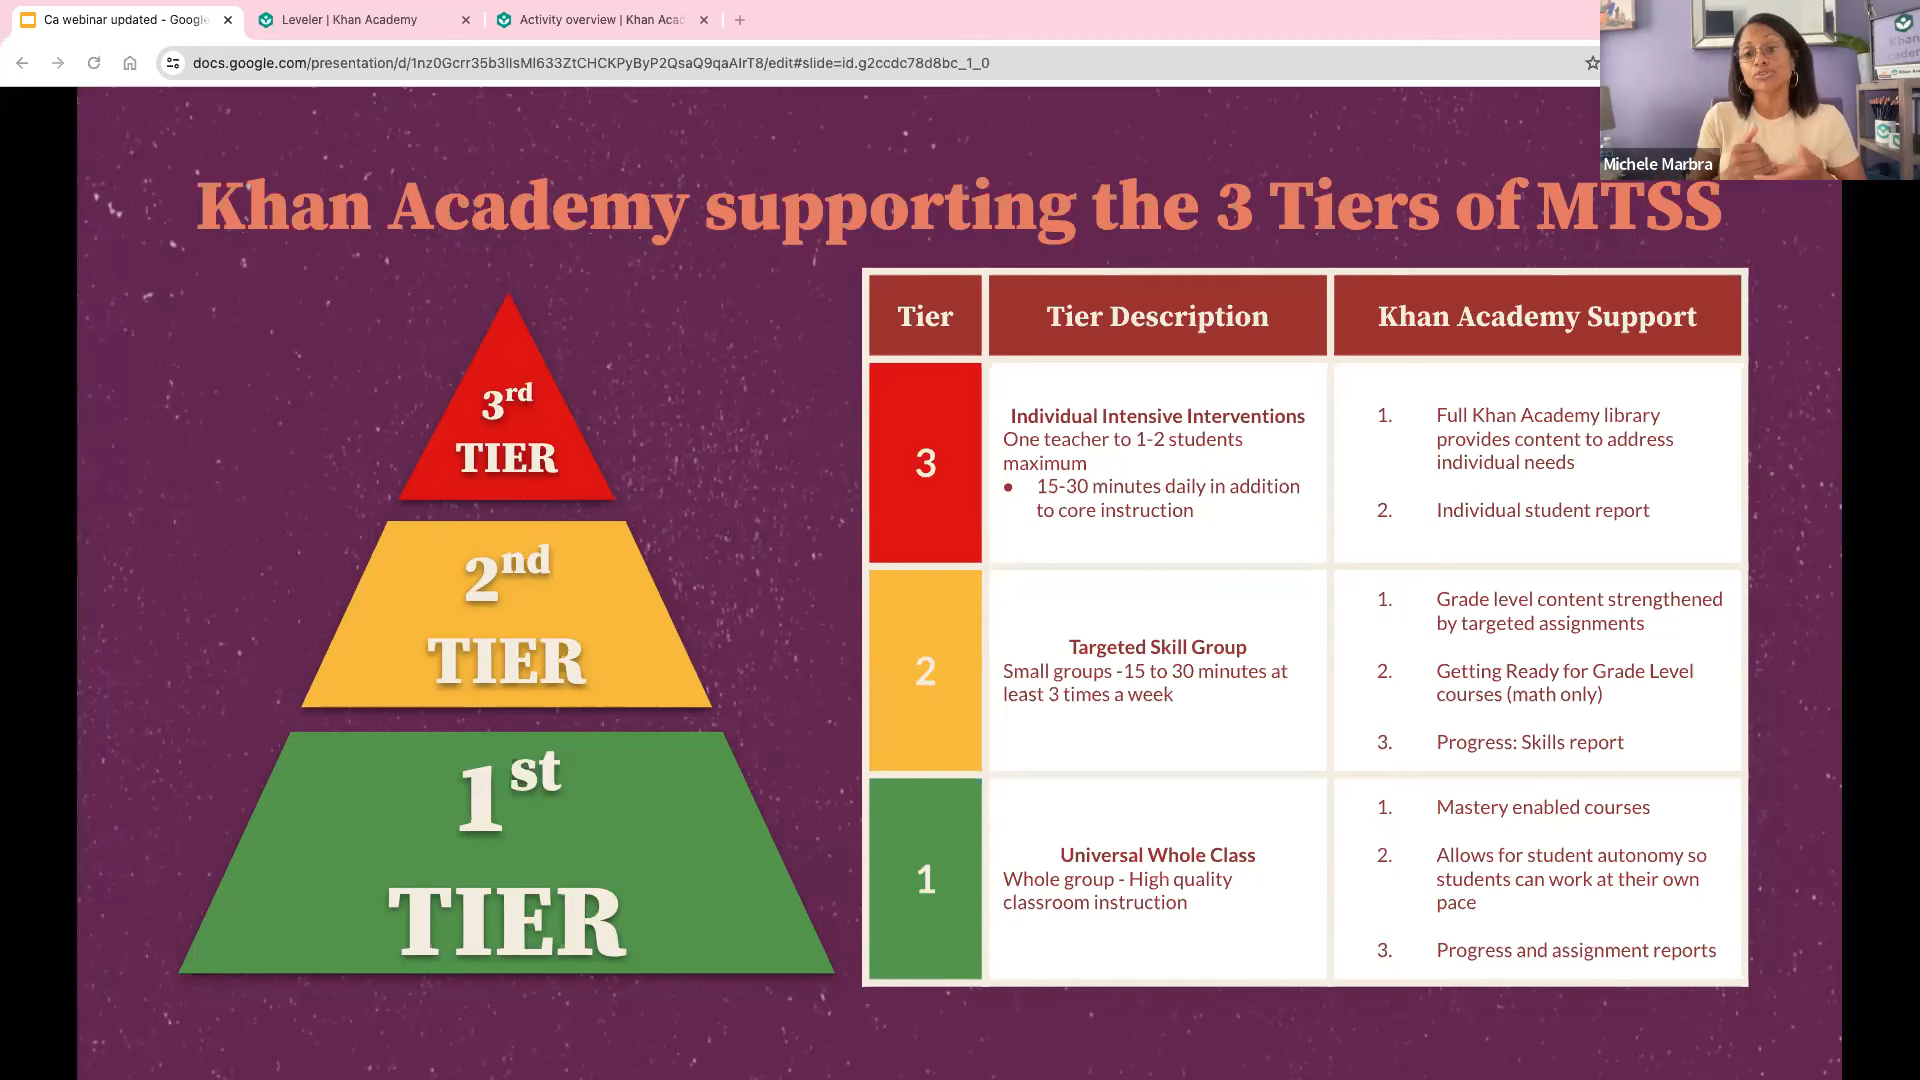 Ca webinar updated - Google
Leveler | Khan Academy
Activity overview | Khan Acad
docs.google.com/presentation/d/1nz0Gcrr35b3IlsMI633ZtCHCKPyByP2QsaQ9qaAIrT8/edit#slide=id.g2ccdc78d8bc_1_0
Michele Marbra
Khan Academy supporting the 3 Tiers of MTSS
3rd
TIER
2nd
TIER
1st
TIER
Tier
Tier Description
Khan Academy Support
3
Individual Intensive Interventions
One teacher to 1-2 students
maximum
● 15-30 minutes daily in addition
to core instruction
1. Full Khan Academy library
provides content to address
individual needs
2. Individual student report
2
Targeted Skill Group
Small groups -15 to 30 minutes at
least 3 times a week
1. Grade level content strengthened
by targeted assignments
2. Getting Ready for Grade Level
courses (math only)
3. Progress: Skills report
1
Universal Whole Class
Whole group - High quality
classroom instruction
1. Mastery enabled courses
2. Allows for student autonomy so
students can work at their own
pace
3. Progress and assignment reports